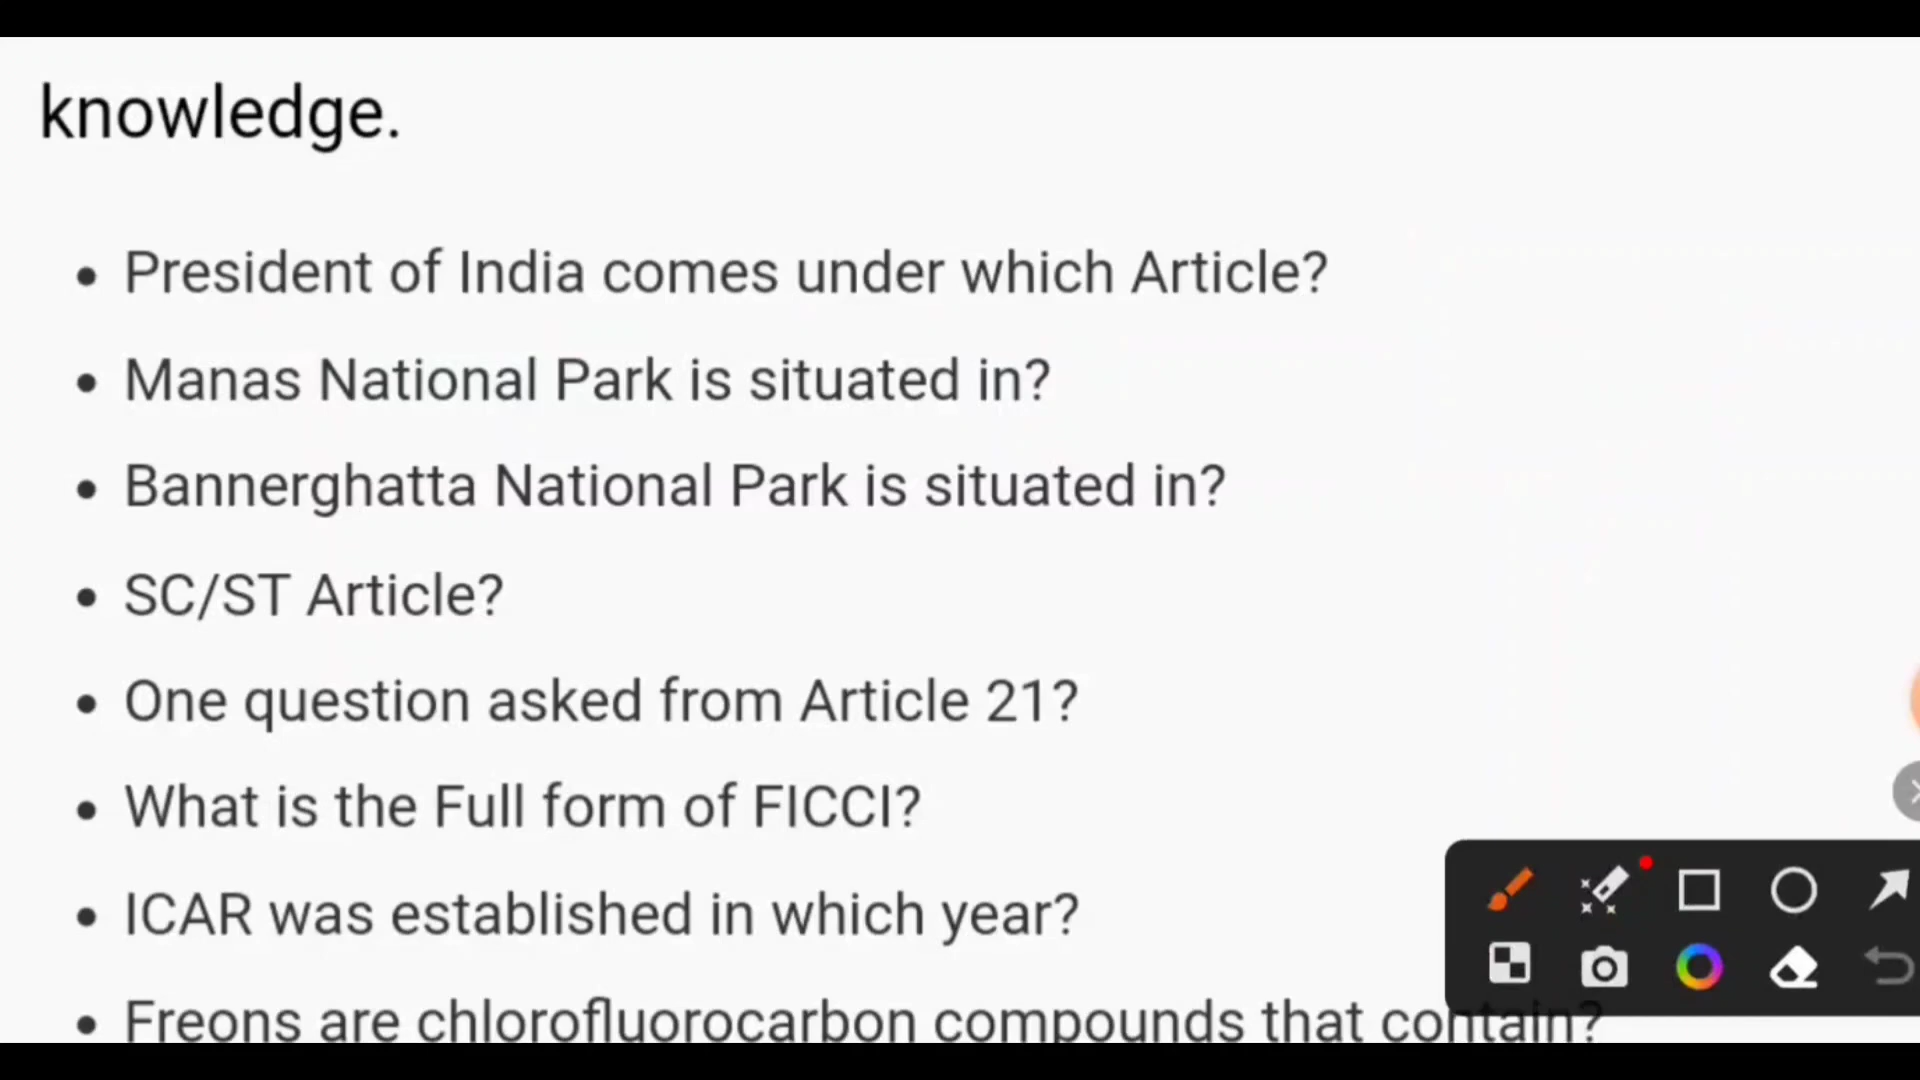 knowledge.
• President of India comes under which Article?
• Manas National Park is situated in?
• Bannerghatta National Park is situated in?
• SC/ST Article?
• One question asked from Article 21?
• What is the Full form of FICCI?
• ICAR was established in which year?
• Freons are chlorofluorocarbon compounds that contain?